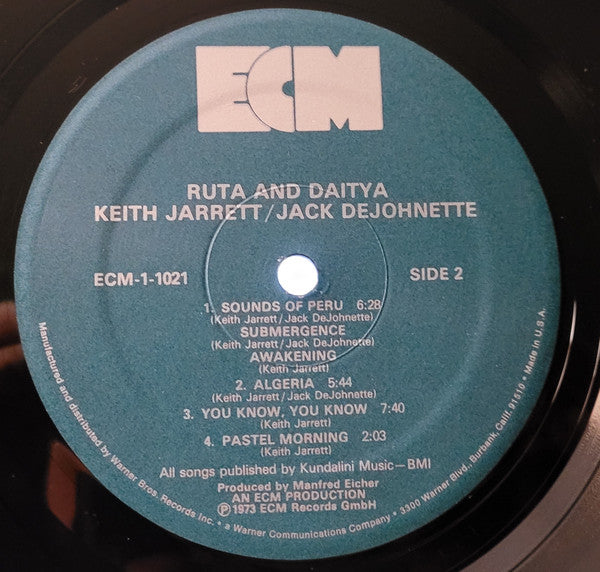 ECM
RUTA AND DAITYA
KEITH JARRETT/JACK DEJOHNETTE
ECM-1-1021
SIDE 2
1. SOUNDS OF PERU 6:28
(Keith Jarrett/Jack DeJohnette)
SUBMERGENCE
(Keith Jarrett/Jack DeJohnette)
AWAKENING
(Keith Jarrett)
2. ALGERIA 5:44
(Keith Jarrett/Jack DeJohnette)
3. YOU KNOW, YOU KNOW 7:40
(Keith Jarrett)
4. PASTEL MORNING 2:03
(Keith Jarrett)
All songs published by Kundalini Music—BMI
Produced by Manfred Eicher
AN ECM PRODUCTION
Ⓟ1973 ECM Records GmbH
Manufactured and distributed by Warner Bros. Records Inc. • a Warner Communications Company • 3300 Warner Blvd., Burbank, Calif. 91510 • Made in U.S.A.